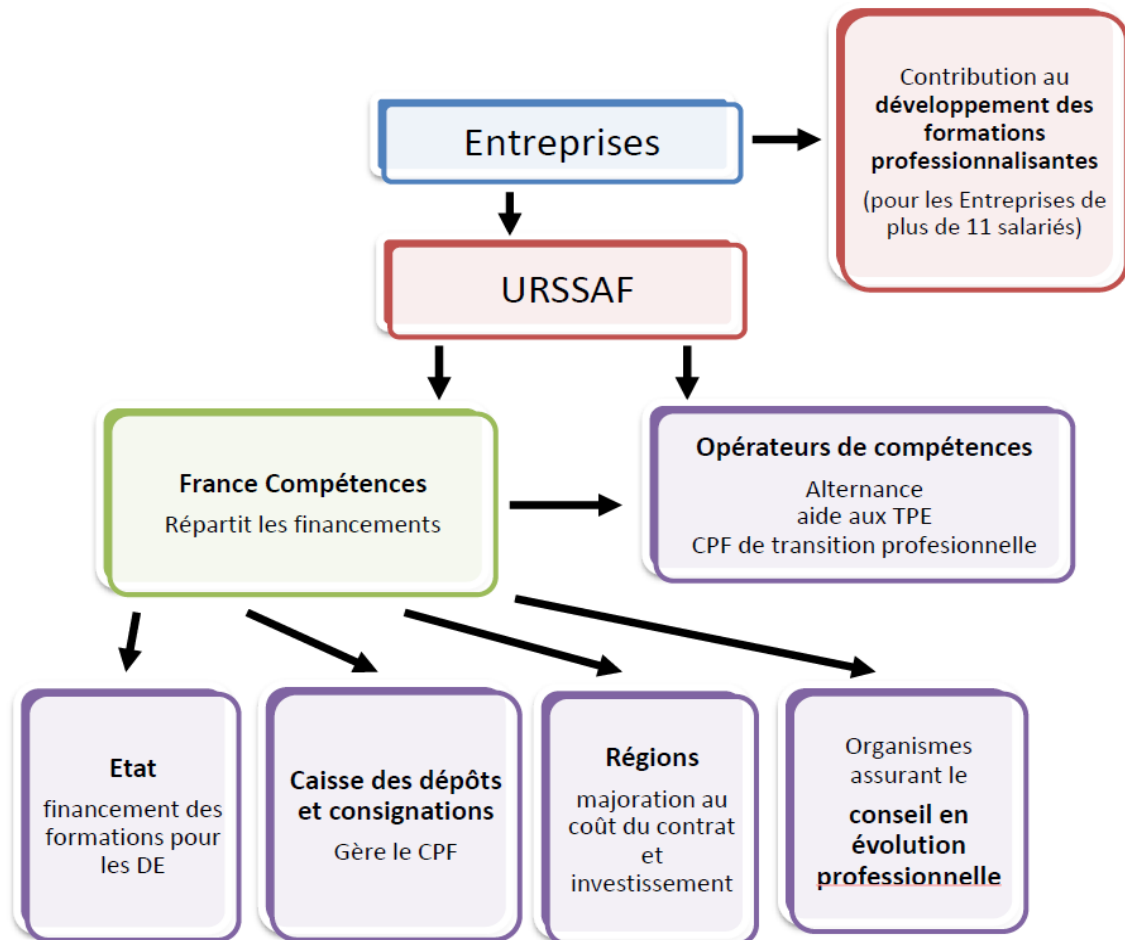 Contribution au
développement des
formations
professionnalisantes
(pour les Entreprises de
plus de 11 salariés)
Entreprises
URSSAF
France Compétences
Répartit les financements
Opérateurs de compétences
Alternance
aide aux TPE
CPF de transition profesionnelle
Etat
financement des
formations pour
les DE
Caisse des dépôts
et consignations
Gère le CPF
Régions
majoration au
coût du contrat
et
investissement
Organismes
assurant le
conseil en
évolution
professionnelle